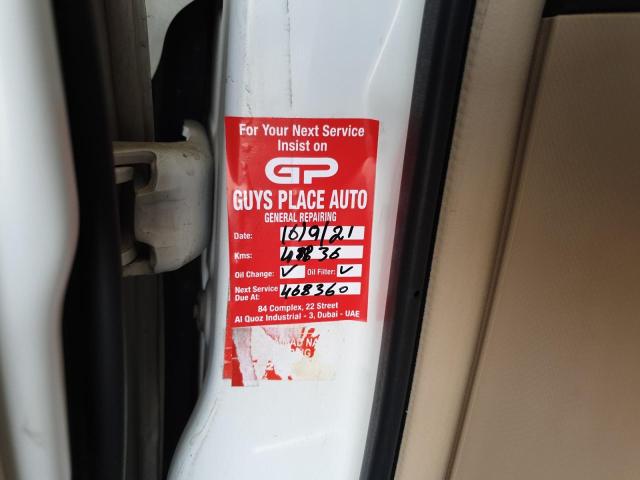 For Your Next Service
Insist on
GP
GUYS PLACE AUTO
GENERAL REPAIRING
Date: 10/9/21
Kms: 48836
Oil Change: ✓ Oil Filter: ✓
Next Service
Due At: 468360
84 Complex, 22 Street
Al Quoz Industrial - 3, Dubai - UAE